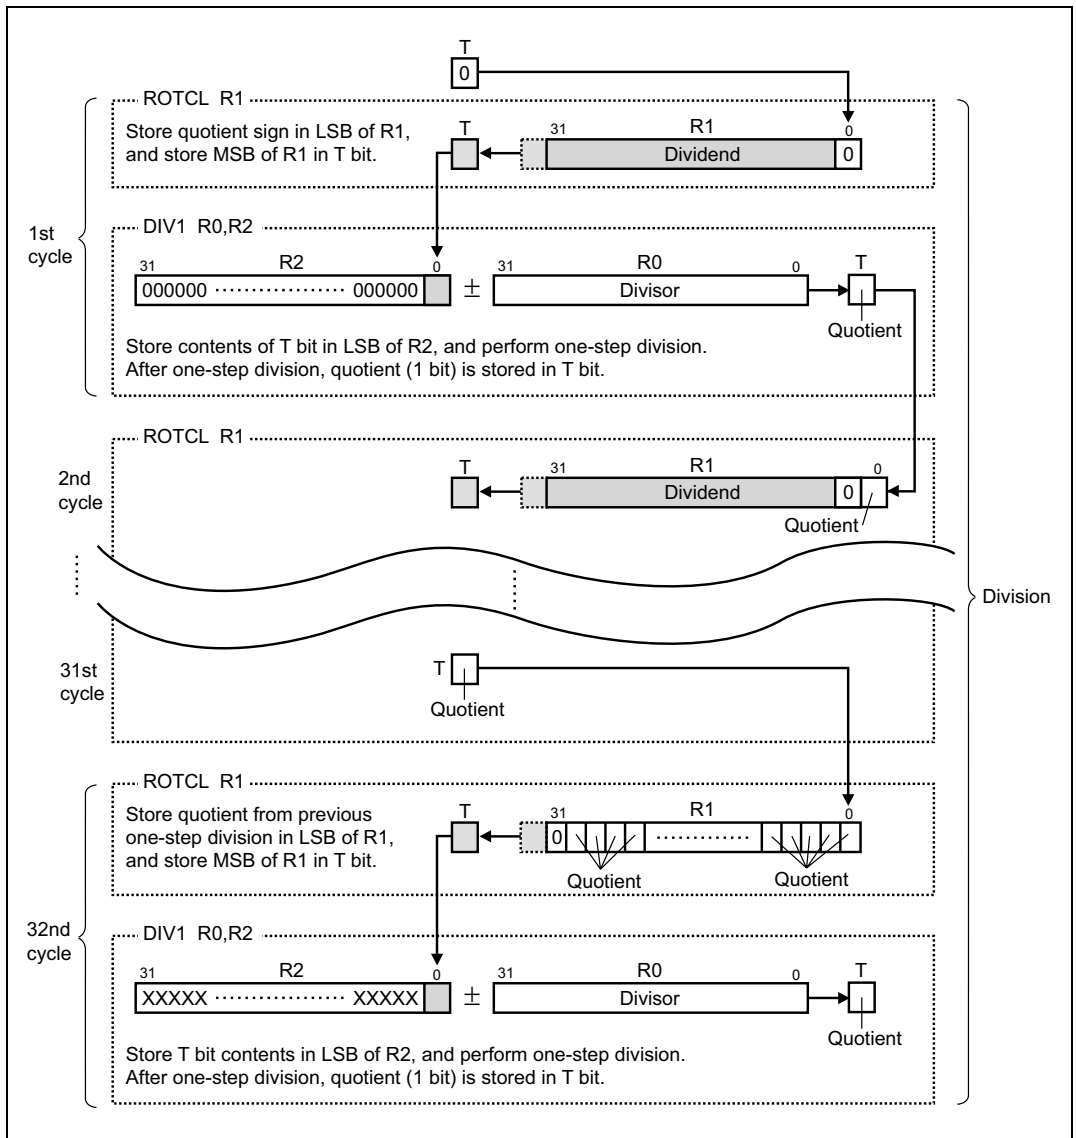 T
0
ROTCL R1
Store quotient sign in LSB of R1,
and store MSB of R1 in T bit.
T
31 R1 0
Dividend 0
1st
cycle
DIV1 R0,R2
31 R2 0
000000 ···················· 000000
±
31 R0 0
Divisor
T
Quotient
Store contents of T bit in LSB of R2, and perform one-step division.
After one-step division, quotient (1 bit) is stored in T bit.
2nd
cycle
ROTCL R1
T
31 R1 0
Dividend 0
Quotient
Division
31st
cycle
T
Quotient
32nd
cycle
ROTCL R1
Store quotient from previous
one-step division in LSB of R1,
and store MSB of R1 in T bit.
T
31 R1 0
0 ················
Quotient Quotient
DIV1 R0,R2
31 R2 0
XXXXX ···················· XXXXX
±
31 R0 0
Divisor
T
Quotient
Store T bit contents in LSB of R2, and perform one-step division.
After one-step division, quotient (1 bit) is stored in T bit.